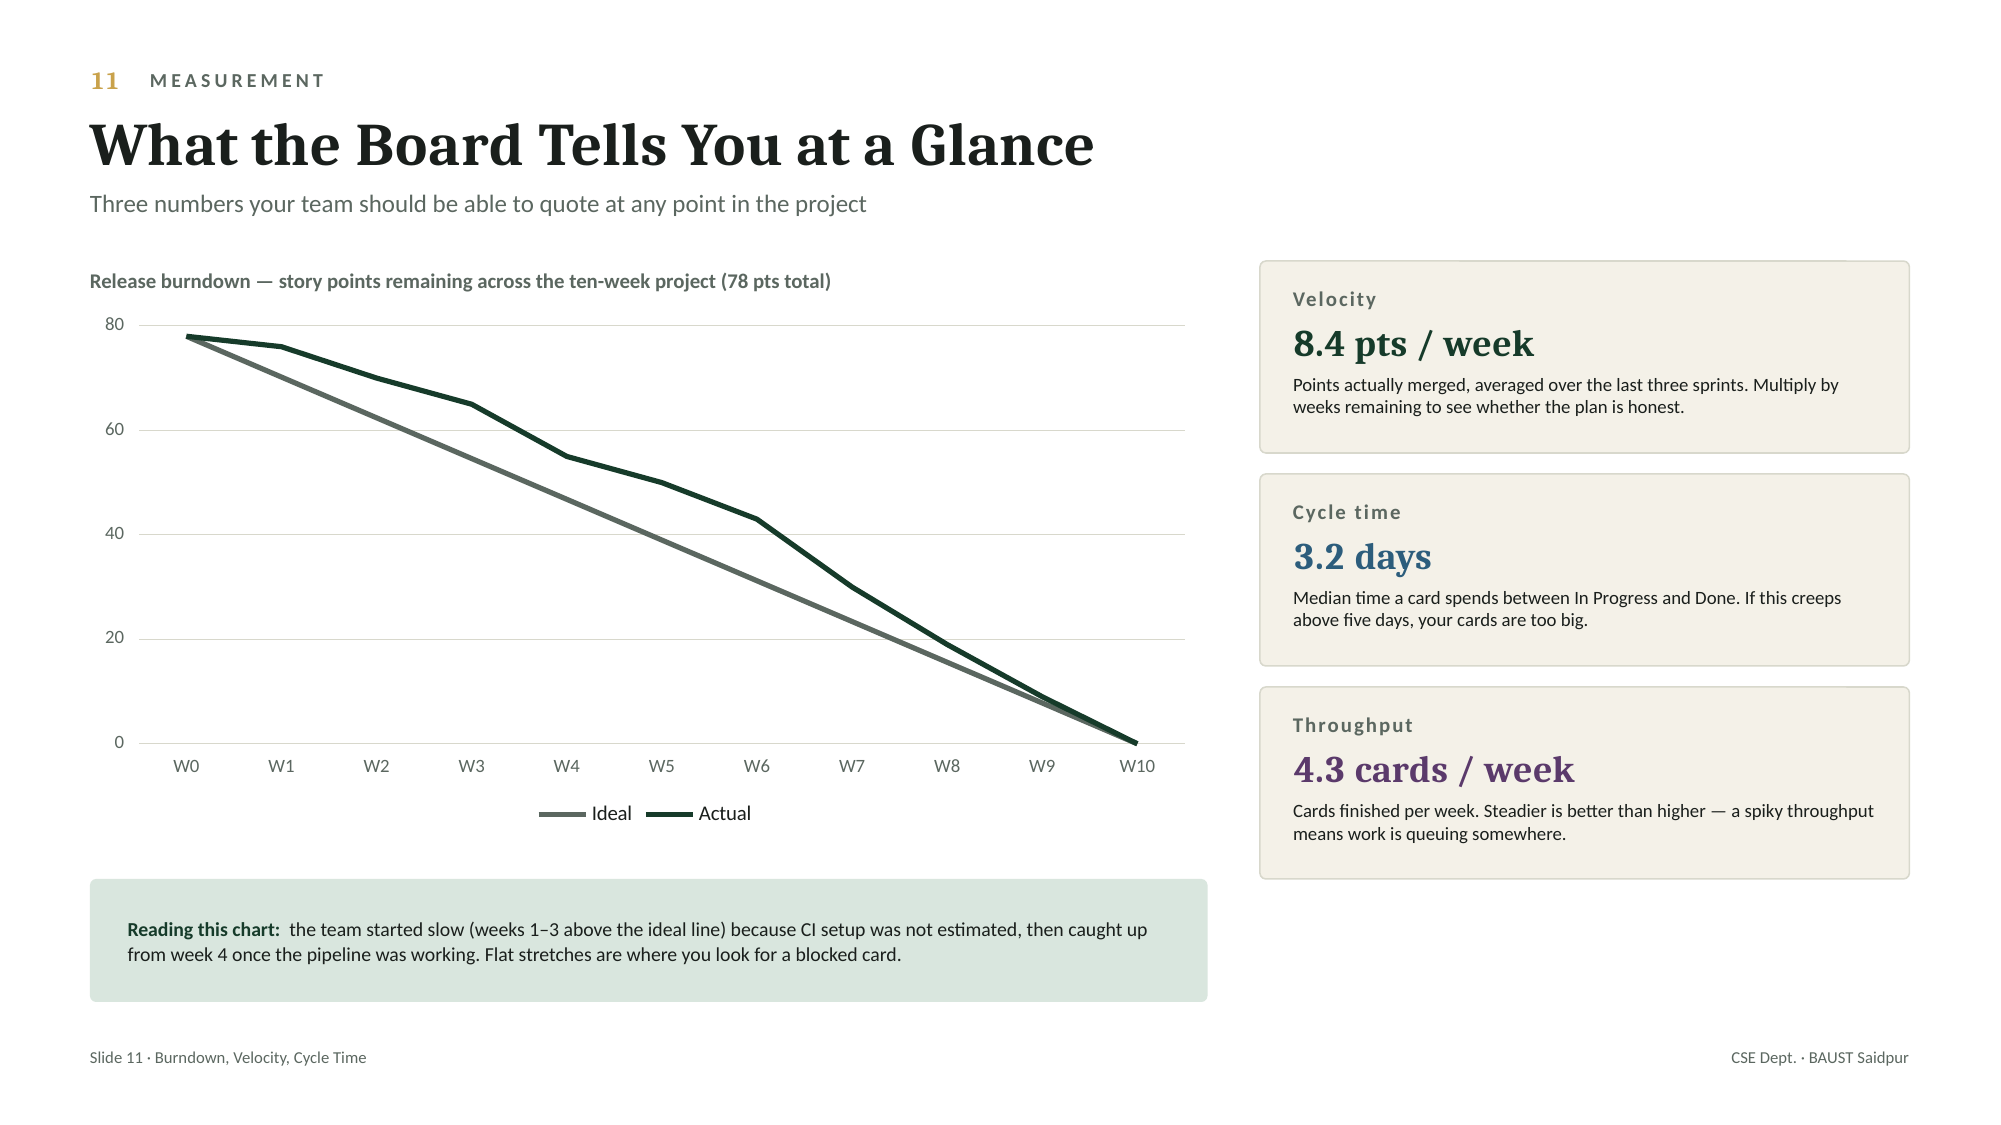 11 MEASUREMENT
What the Board Tells You at a Glance
Three numbers your team should be able to quote at any point in the project
Release burndown — story points remaining across the ten-week project (78 pts total)
80
60
40
20
0
W0 W1 W2 W3 W4 W5 W6 W7 W8 W9 W10
Ideal Actual
Reading this chart: the team started slow (weeks 1–3 above the ideal line) because CI setup was not estimated, then caught up
from week 4 once the pipeline was working. Flat stretches are where you look for a blocked card.
Velocity
8.4 pts / week
Points actually merged, averaged over the last three sprints. Multiply by
weeks remaining to see whether the plan is honest.
Cycle time
3.2 days
Median time a card spends between In Progress and Done. If this creeps
above five days, your cards are too big.
Throughput
4.3 cards / week
Cards finished per week. Steadier is better than higher — a spiky throughput
means work is queuing somewhere.
Slide 11 · Burndown, Velocity, Cycle Time
CSE Dept. · BAUST Saidpur